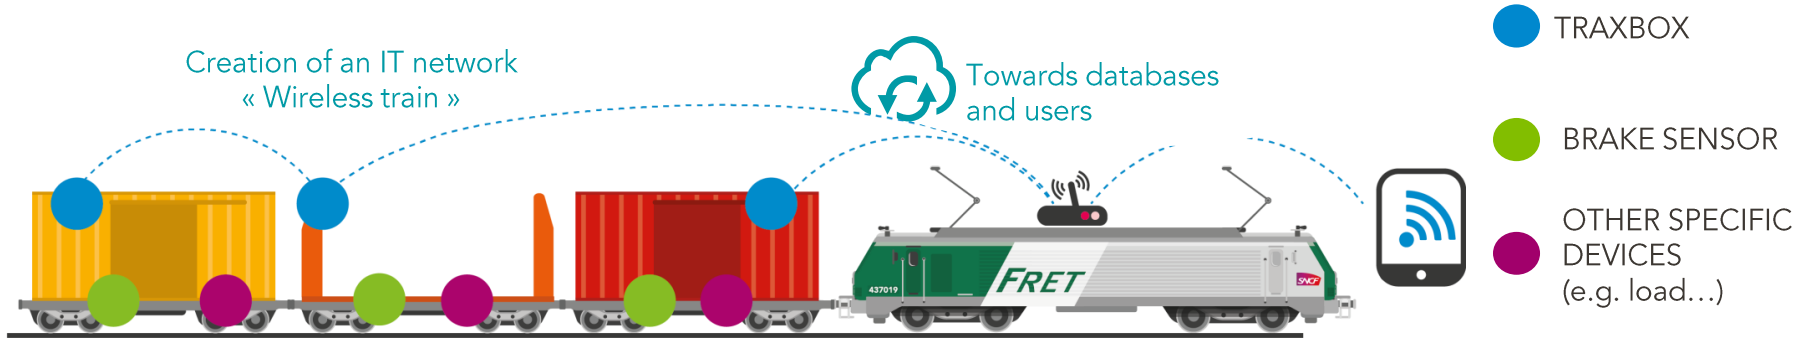 Creation of an IT network
« Wireless train »
Towards databases
and users
437019
FRET
SNCF
TRAXBOX
BRAKE SENSOR
OTHER SPECIFIC
DEVICES
(e.g. load...)